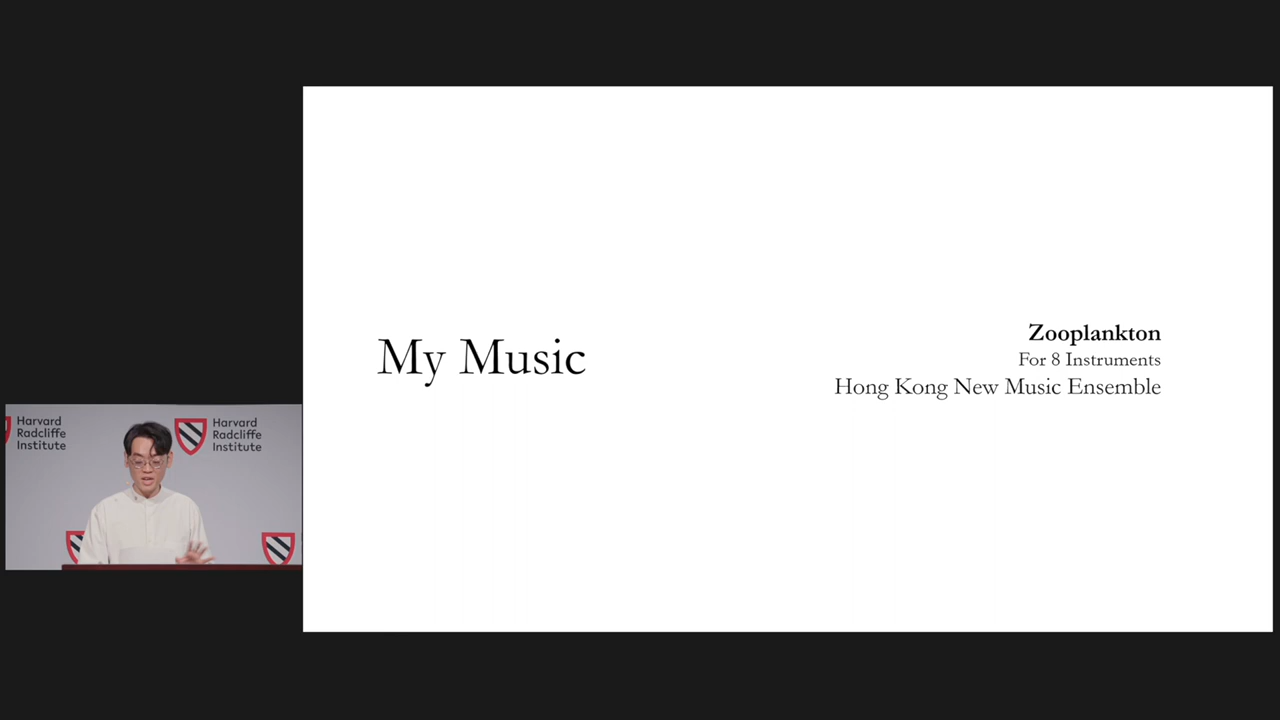 My Music
Zooplankton
For 8 Instruments
Hong Kong New Music Ensemble
Harvard
Radcliffe
Institute
Harvard
Radcliffe
Institute